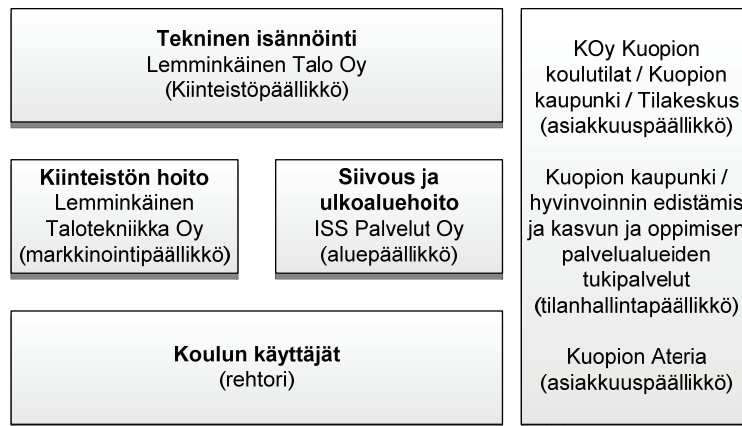 Tekninen isännöinti
Lemminkäinen Talo Oy
(Kiinteistöpäällikkö)
Kiinteistön hoito
Lemminkäinen
Talotekniikka Oy
(markkinointipäällikkö)
Siivous ja
ulkoaluehoito
ISS Palvelut Oy
(aluepäällikkö)
Koulun käyttäjät
(rehtori)
KOy Kuopion
koulutilat / Kuopion
kaupunki / Tilakeskus
(asiakkuuspäällikkö)
Kuopion kaupunki /
hyvinvoinnin edistämis
ja kasvun ja oppimisen
palvelualueiden
tukipalvelut
(tilanhallintapäällikkö)
Kuopion Ateria
(asiakkuuspäällikkö)